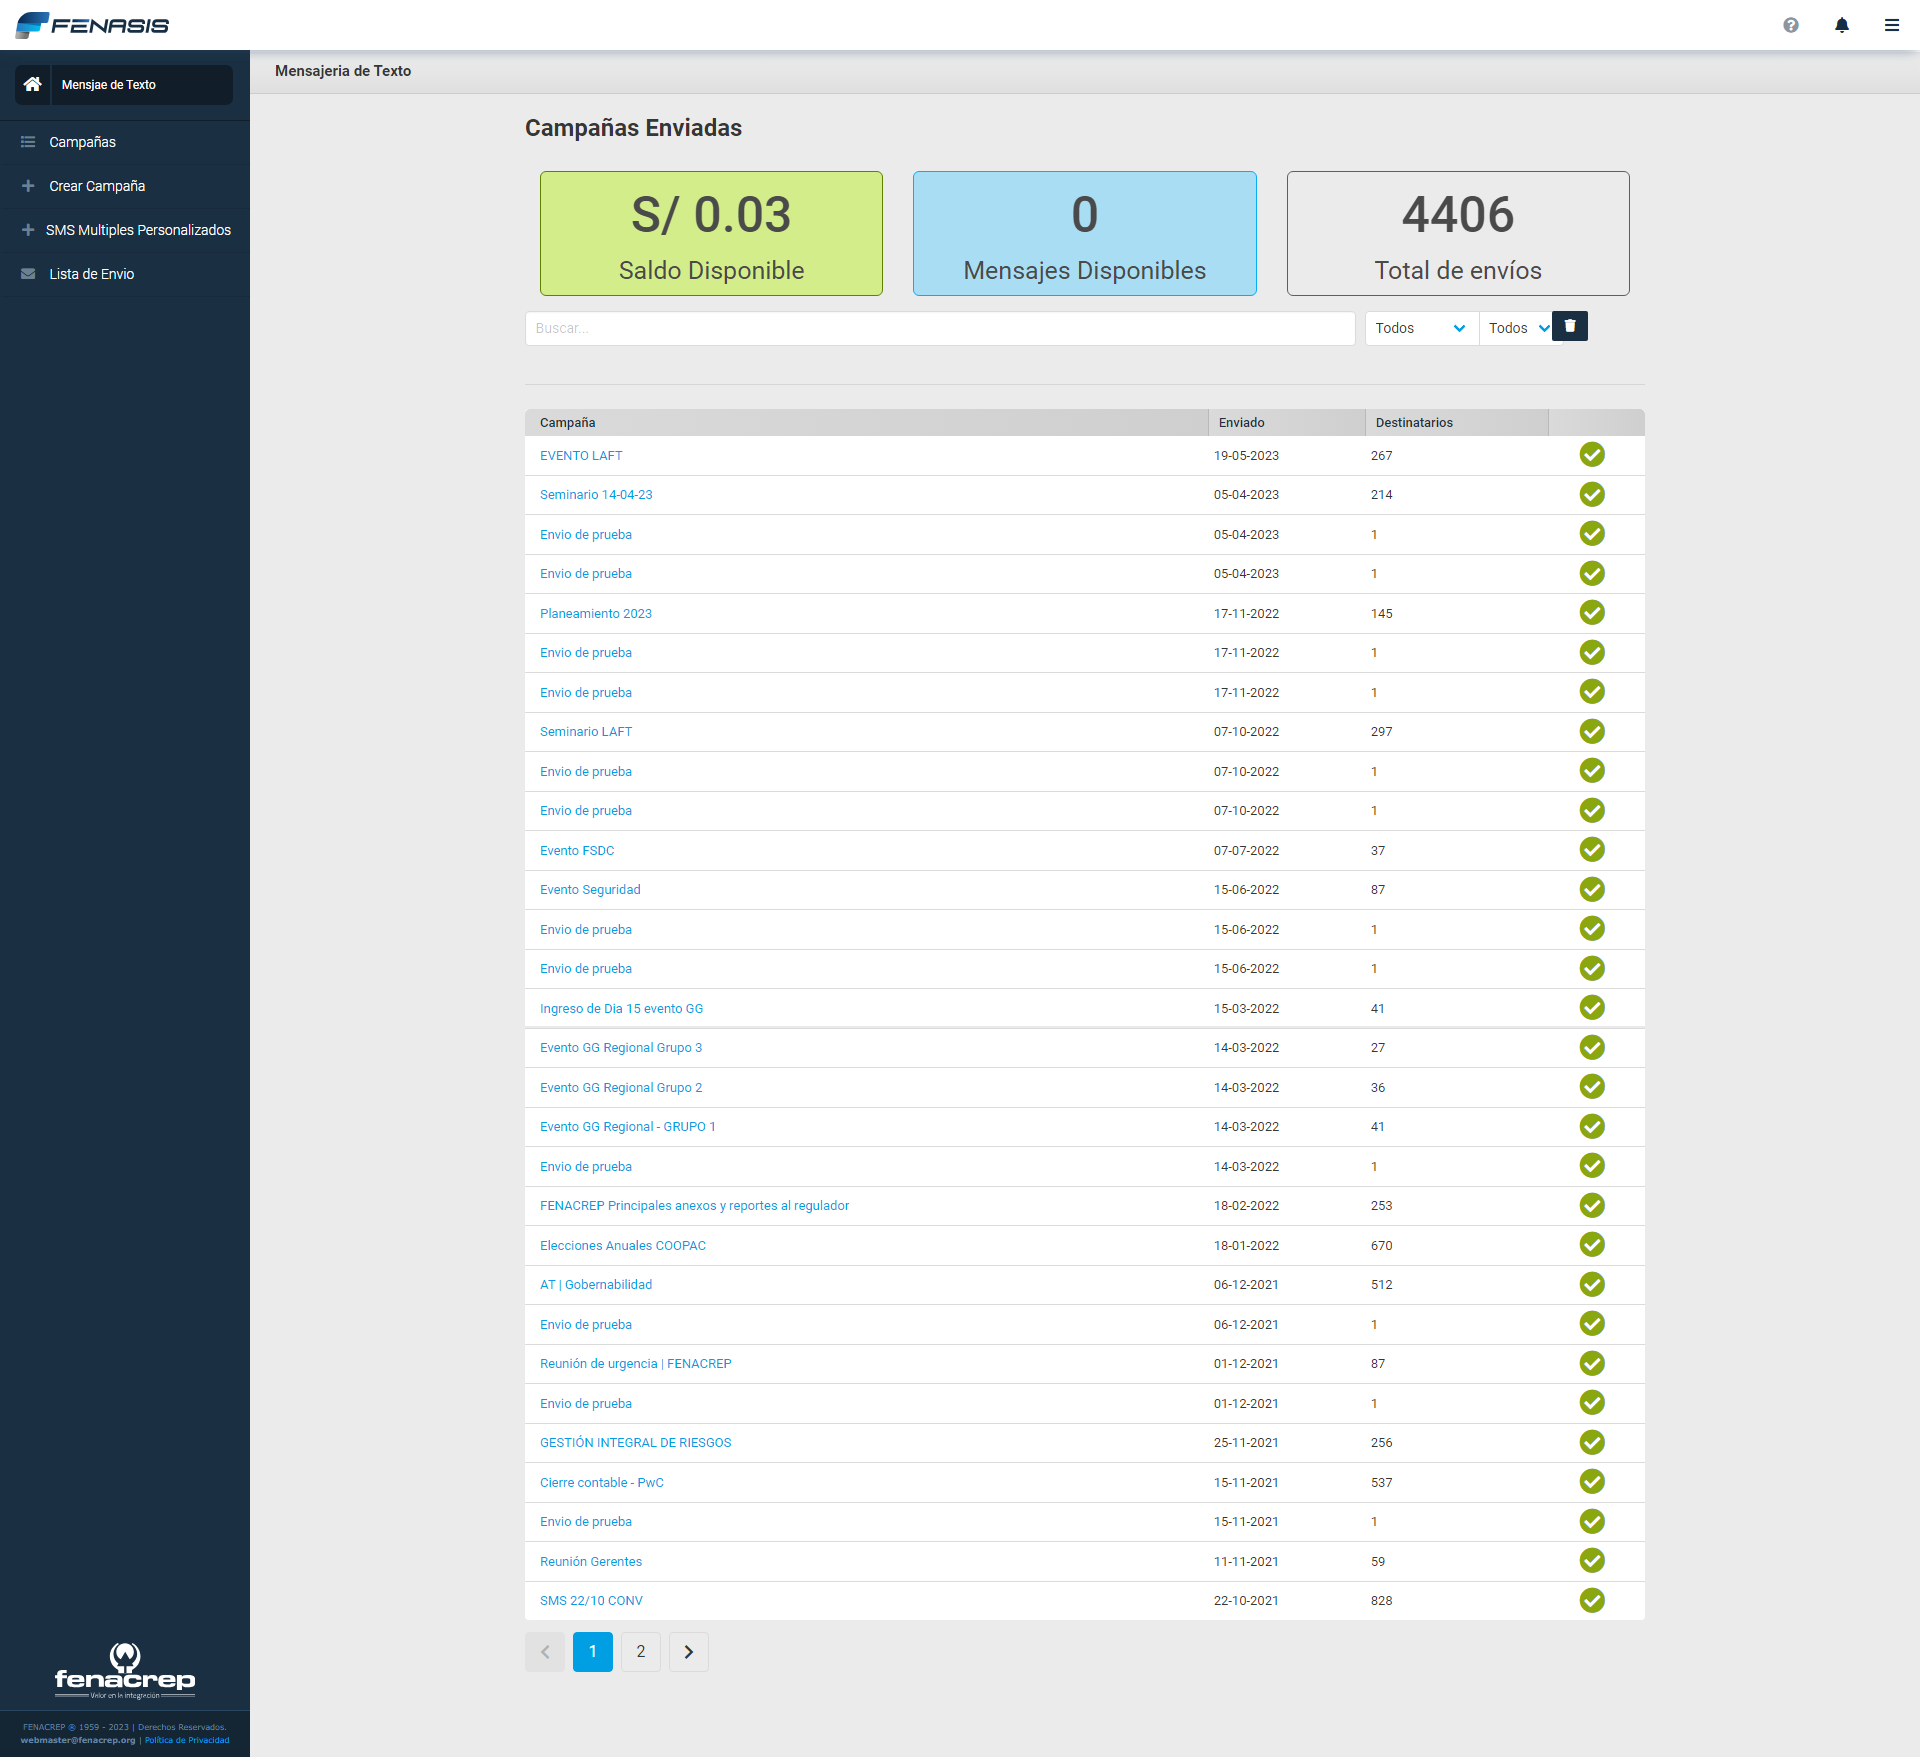 FENASIS
Mensjae de Texto
Campañas
Crear Campaña
SMS Multiples Personalizados
Lista de Envio
Mensajeria de Texto
Campañas Enviadas
S/ 0.03
Saldo Disponible
0
Mensajes Disponibles
4406
Total de envíos
Buscar... Todos Todos
Campaña Enviado Destinatarios
EVENTO LAFT 19-05-2023 267
Seminario 14-04-23 05-04-2023 214
Envio de prueba 05-04-2023 1
Envio de prueba 05-04-2023 1
Planeamiento 2023 17-11-2022 145
Envio de prueba 17-11-2022 1
Envio de prueba 17-11-2022 1
Seminario LAFT 07-10-2022 297
Envio de prueba 07-10-2022 1
Envio de prueba 07-10-2022 1
Evento FSDC 07-07-2022 37
Evento Seguridad 15-06-2022 87
Envio de prueba 15-06-2022 1
Envio de prueba 15-06-2022 1
Ingreso de Dia 15 evento GG 15-03-2022 41
Evento GG Regional Grupo 3 14-03-2022 27
Evento GG Regional Grupo 2 14-03-2022 36
Evento GG Regional - GRUPO 1 14-03-2022 41
Envio de prueba 14-03-2022 1
FENACREP Principales anexos y reportes al regulador 18-02-2022 253
Elecciones Anuales COOPAC 18-01-2022 670
AT | Gobernabilidad 06-12-2021 512
Envio de prueba 06-12-2021 1
Reunión de urgencia | FENACREP 01-12-2021 87
Envio de prueba 01-12-2021 1
GESTIÓN INTEGRAL DE RIESGOS 25-11-2021 256
Cierre contable - PwC 15-11-2021 537
Envio de prueba 15-11-2021 1
Reunión Gerentes 11-11-2021 59
SMS 22/10 CONV 22-10-2021 828
1 2
fenacrep
Valor en la integración
FENACREP ® 1959 - 2023 | Derechos Reservados.
webmaster@fenacrep.org | Política de Privacidad